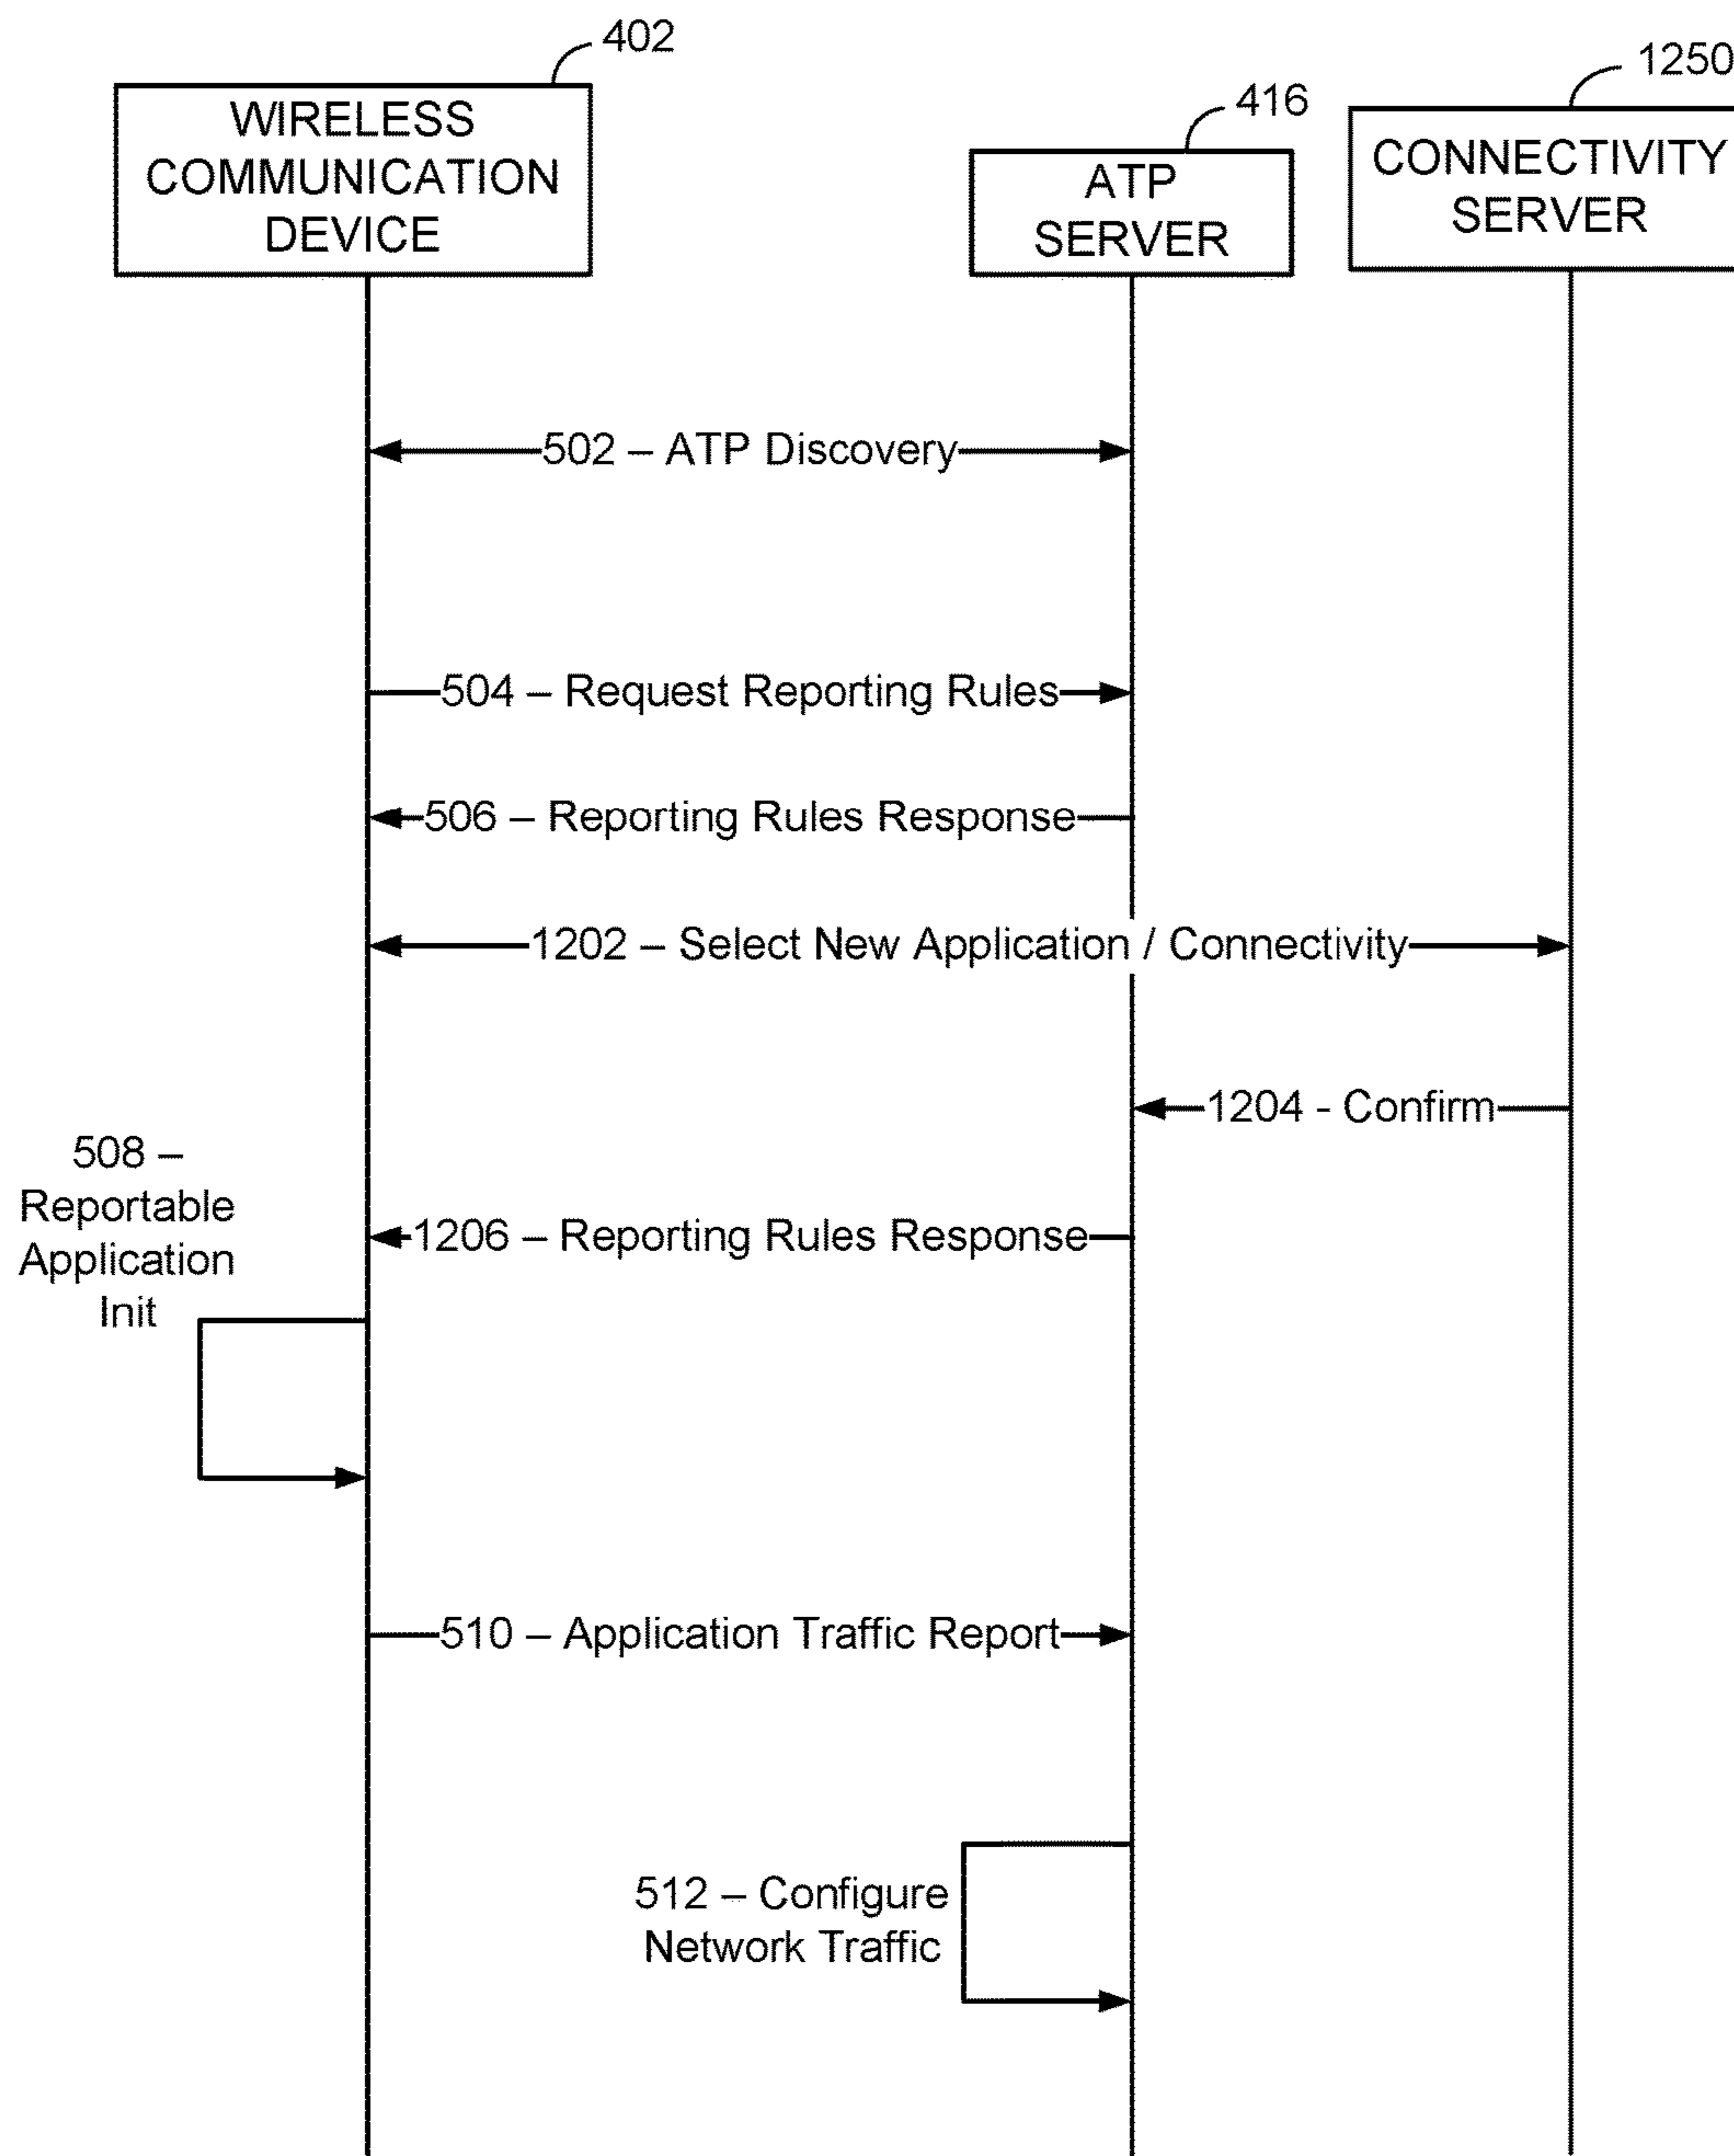 402
1250
416
WIRELESS
COMMUNICATION
DEVICE
ATP
SERVER
CONNECTIVITY
SERVER
502 – ATP Discovery
504 – Request Reporting Rules
506 – Reporting Rules Response
1202 – Select New Application / Connectivity
1204 - Confirm
508 –
Reportable
Application
Init
1206 – Reporting Rules Response
510 – Application Traffic Report
512 – Configure
Network Traffic